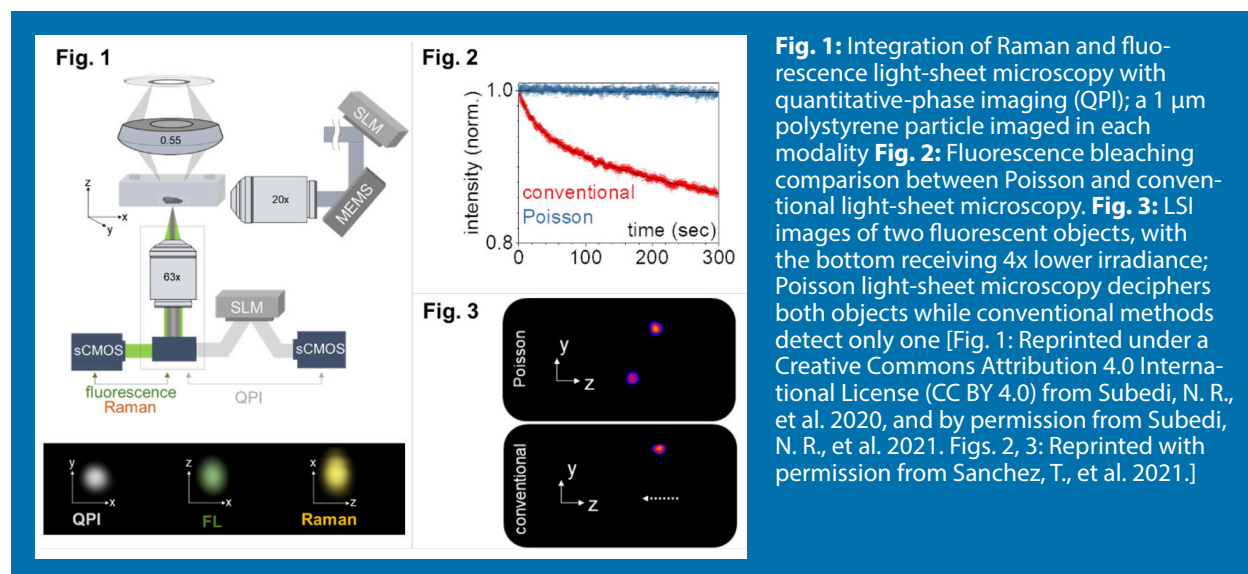 Fig. 1
0.55
z
x
y
20x
SLM
MEMS
63x
SLM
sCMOS
sCMOS
fluorescence
Raman
QPI
y
x
QPI
z
x
FL
x
z
Raman
Fig. 2
intensity (norm.)
1.0
0.8
conventional
Poisson
time (sec)
0
100
200
300
Fig. 3
Poisson
y
z
conventional
y
z
Fig. 1: Integration of Raman and fluo-
rescence light-sheet microscopy with
quantitative-phase imaging (QPI); a 1 μm
polystyrene particle imaged in each
modality Fig. 2: Fluorescence bleaching
comparison between Poisson and conven-
tional light-sheet microscopy. Fig. 3: LSI
images of two fluorescent objects, with
the bottom receiving 4x lower irradiance;
Poisson light-sheet microscopy deciphers
both objects while conventional methods
detect only one [Fig. 1: Reprinted under a
Creative Commons Attribution 4.0 Interna-
tional License (CC BY 4.0) from Subedi, N. R.,
et al. 2020, and by permission from Subedi,
N. R., et al. 2021. Figs. 2, 3: Reprinted with
permission from Sanchez, T., et al. 2021.]